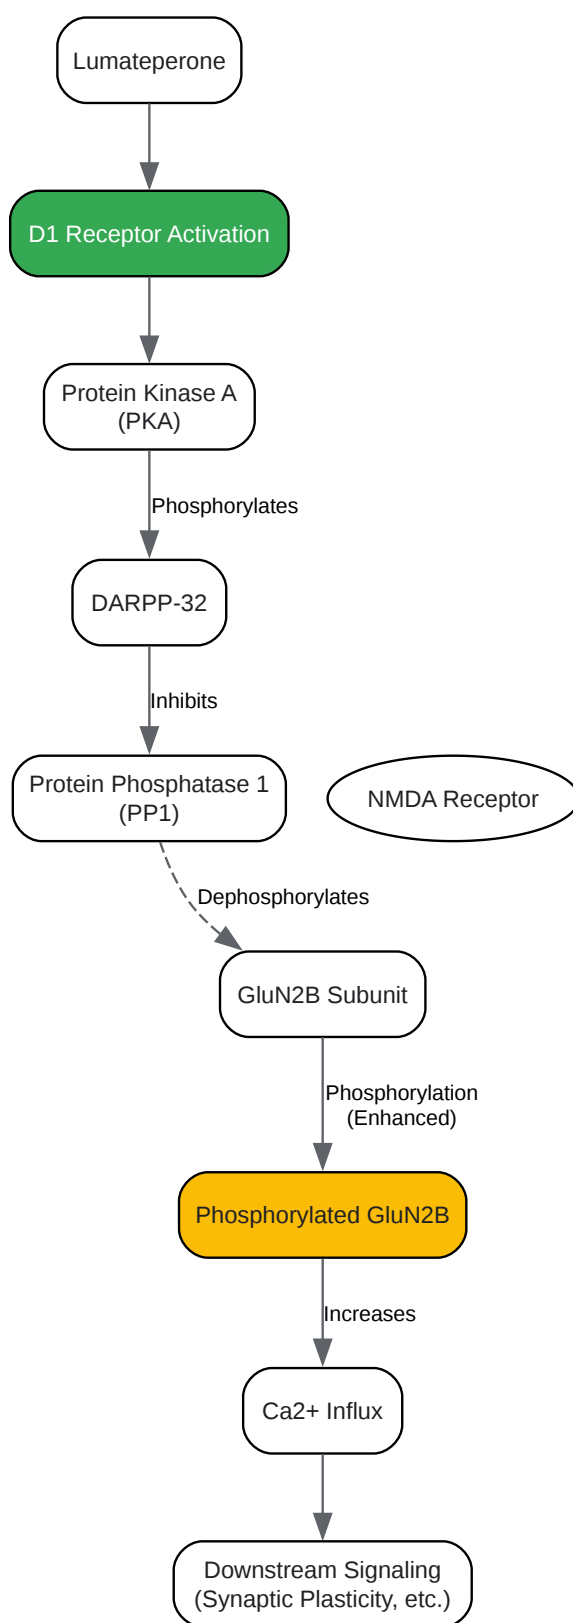 Lumateperone
D1 Receptor Activation
Protein Kinase A
(PKA)
Phosphorylates
DARPP-32
Inhibits
Protein Phosphatase 1
(PP1)
NMDA Receptor
Dephosphorylates
GluN2B Subunit
Phosphorylation
(Enhanced)
Phosphorylated GluN2B
Increases
Ca2+ Influx
Downstream Signaling
(Synaptic Plasticity, etc.)